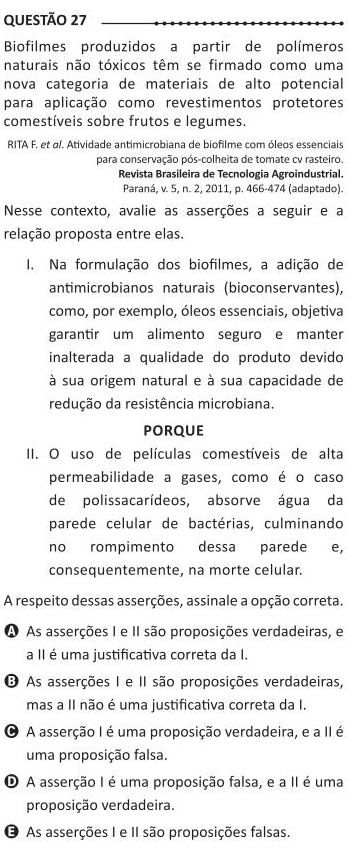 QUESTÃO 27
Biofilmes produzidos a partir de polímeros
naturais não tóxicos têm se firmado como uma
nova categoria de materiais de alto potencial
para aplicação como revestimentos protetores
comestíveis sobre frutos e legumes.
RITA F. et al. Atividade antimicrobiana de biofilme com óleos essenciais
para conservação pós-colheita de tomate cv rasteiro.
Revista Brasileira de Tecnologia Agroindustrial.
Paraná, v. 5, n. 2, 2011, p. 466-474 (adaptado).
Nesse contexto, avalie as asserções a seguir e a
relação proposta entre elas.
I. Na formulação dos biofilmes, a adição de
antimicrobianos naturais (bioconservantes),
como, por exemplo, óleos essenciais, objetiva
garantir um alimento seguro e manter
inalterada a qualidade do produto devido
à sua origem natural e à sua capacidade de
redução da resistência microbiana.
PORQUE
II. O uso de películas comestíveis de alta
permeabilidade a gases, como é o caso
de polissacarídeos, absorve água da
parede celular de bactérias, culminando
no rompimento dessa parede e,
consequentemente, na morte celular.
A respeito dessas asserções, assinale a opção correta.
A As asserções I e II são proposições verdadeiras, e
a II é uma justificativa correta da I.
B As asserções I e II são proposições verdadeiras,
mas a II não é uma justificativa correta da I.
C A asserção I é uma proposição verdadeira, e a II é
uma proposição falsa.
D A asserção I é uma proposição falsa, e a II é uma
proposição verdadeira.
E As asserções I e II são proposições falsas.